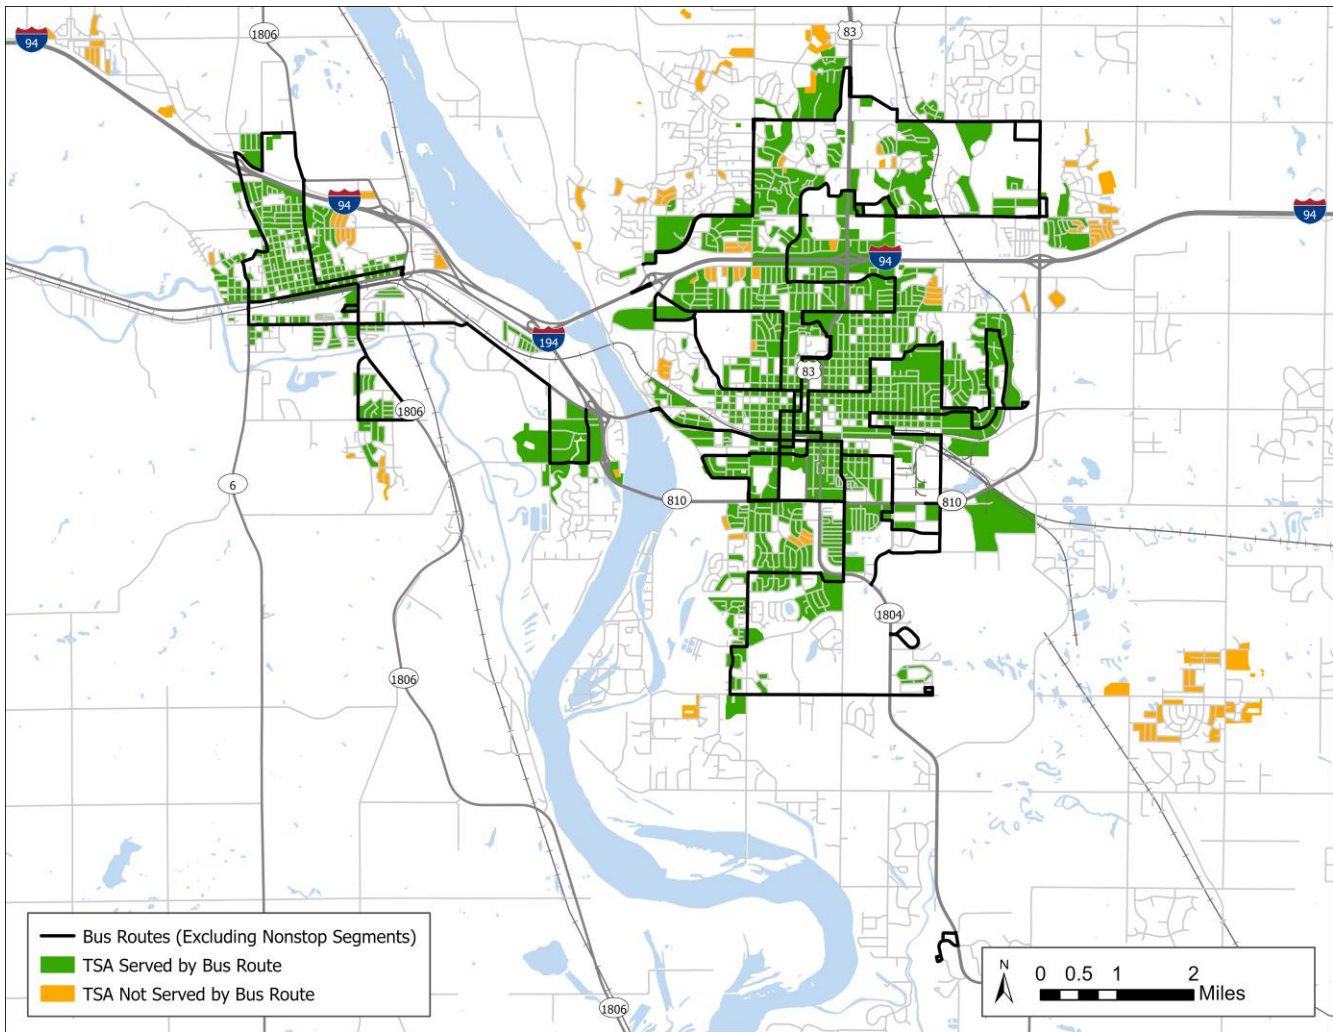 94
1806
83
94
94
94
194
83
1806
6
810
810
1804
1806
Bus Routes (Excluding Nonstop Segments)
TSA Served by Bus Route
TSA Not Served by Bus Route
N
0 0.5 1 2
Miles
1806